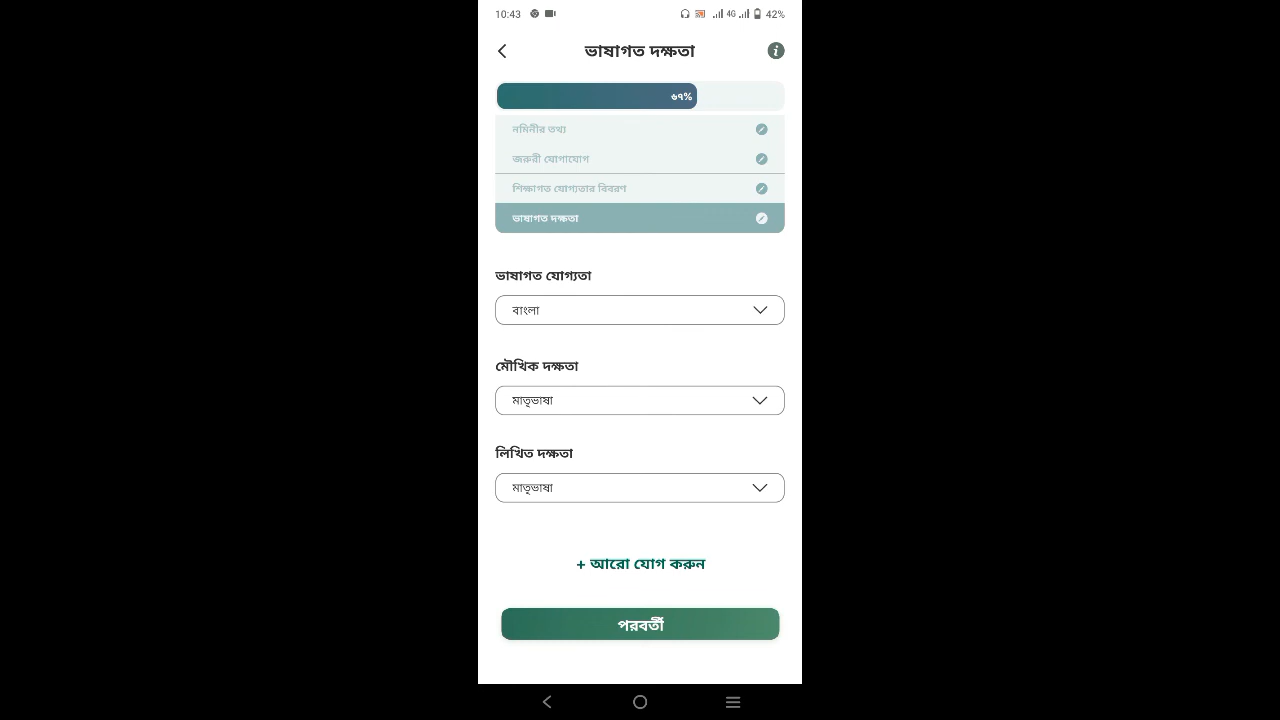 10:43 4G 42%
ভাষাগত দক্ষতা
৬৭%
নমিনীর তথ্য
জরুরী যোগাযোগ
শিক্ষাগত যোগ্যতার বিবরণ
ভাষাগত দক্ষতা
ভাষাগত যোগ্যতা
বাংলা
মৌখিক দক্ষতা
মাতৃভাষা
লিখিত দক্ষতা
মাতৃভাষা
+ আরো যোগ করুন
পরবর্তী